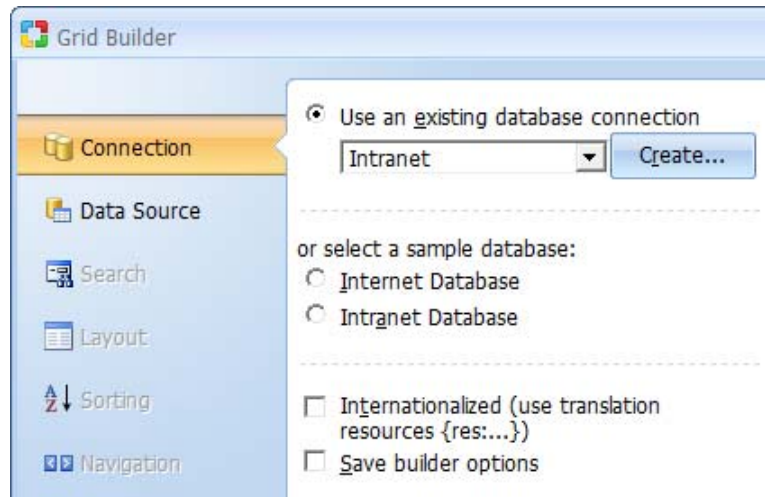 Grid Builder
Connection
Data Source
Search
Layout
Sorting
Navigation
Use an existing database connection
Intranet
Create...
or select a sample database:
Internet Database
Intranet Database
Internationalized (use translation
resources {res:...})
Save builder options